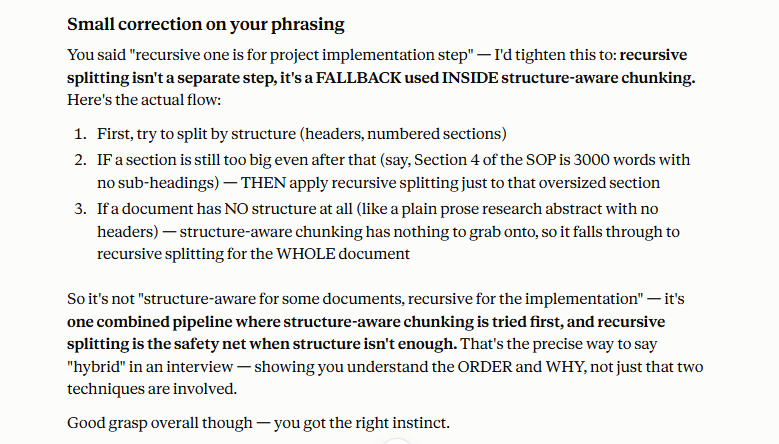 Small correction on your phrasing
You said "recursive one is for project implementation step" — I'd tighten this to: recursive
splitting isn't a separate step, it's a FALLBACK used INSIDE structure-aware chunking.
Here's the actual flow:
1. First, try to split by structure (headers, numbered sections)
2. IF a section is still too big even after that (say, Section 4 of the SOP is 3000 words with
no sub-headings) — THEN apply recursive splitting just to that oversized section
3. If a document has NO structure at all (like a plain prose research abstract with no
headers) — structure-aware chunking has nothing to grab onto, so it falls through to
recursive splitting for the WHOLE document
So it's not "structure-aware for some documents, recursive for the implementation" — it's
one combined pipeline where structure-aware chunking is tried first, and recursive
splitting is the safety net when structure isn't enough. That's the precise way to say
"hybrid" in an interview — showing you understand the ORDER and WHY, not just that two
techniques are involved.
Good grasp overall though — you got the right instinct.